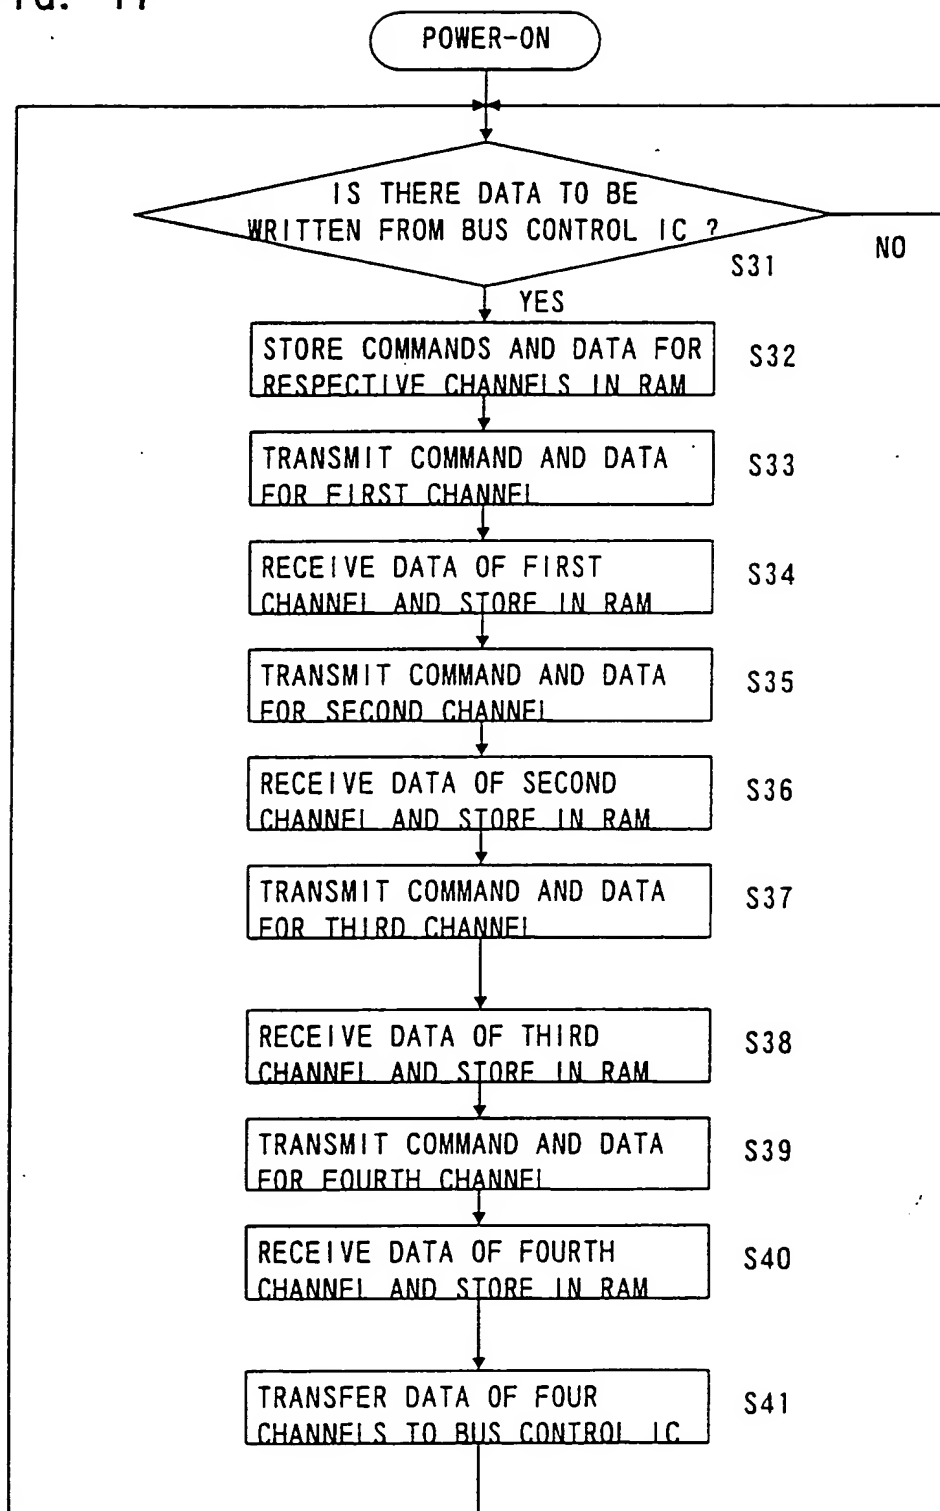 POWER-ON
IS THERE DATA TO BE
WRITTEN FROM BUS CONTROL IC ?
S31
NO
YES
STORE COMMANDS AND DATA FOR
RESPECTIVE CHANNELS IN RAM
S32
TRANSMIT COMMAND AND DATA
FOR FIRST CHANNEL
S33
RECEIVE DATA OF FIRST
CHANNEL AND STORE IN RAM
S34
TRANSMIT COMMAND AND DATA
FOR SECOND CHANNEL
S35
RECEIVE DATA OF SECOND
CHANNEL AND STORE IN RAM
S36
TRANSMIT COMMAND AND DATA
FOR THIRD CHANNEL
S37
RECEIVE DATA OF THIRD
CHANNEL AND STORE IN RAM
S38
TRANSMIT COMMAND AND DATA
FOR FOURTH CHANNEL
S39
RECEIVE DATA OF FOURTH
CHANNEL AND STORE IN RAM
S40
TRANSFER DATA OF FOUR
CHANNELS TO BUS CONTROL IC
S41